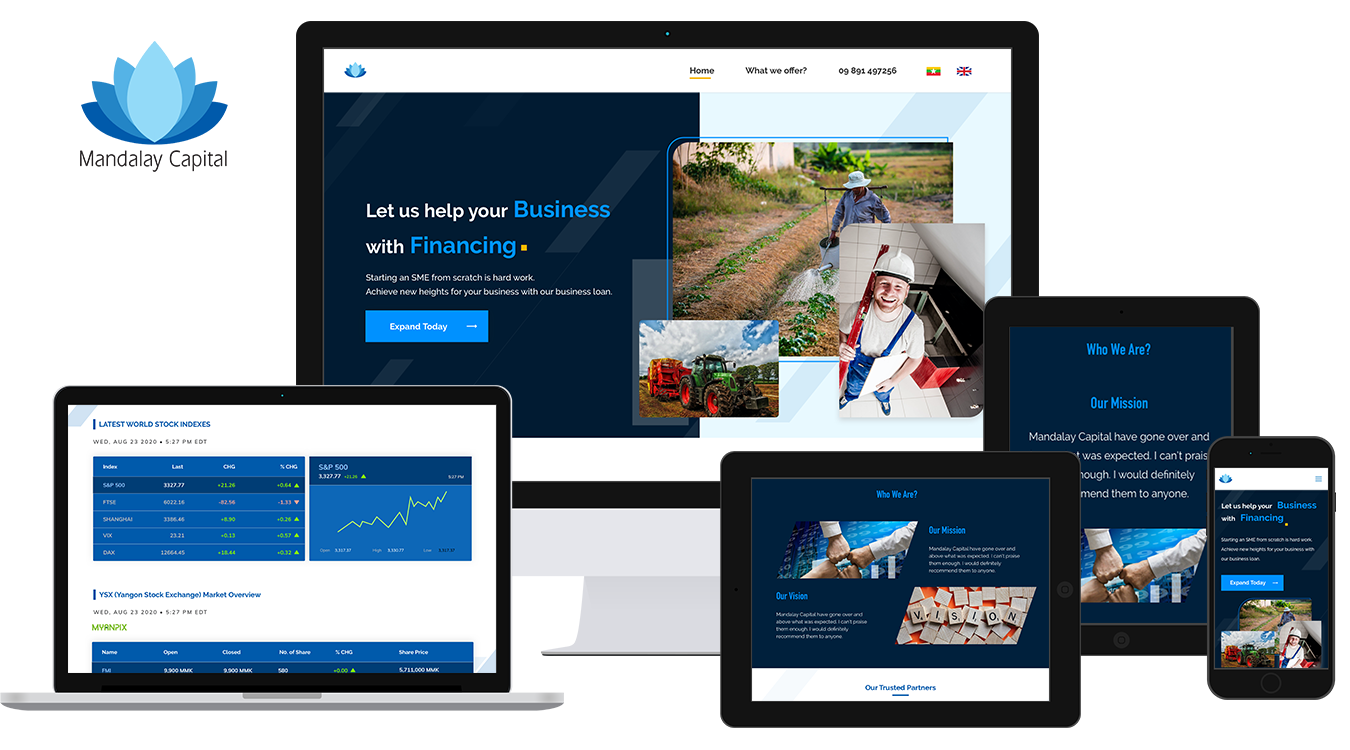 Mandalay Capital
Home What we offer? 09 891 497256
Let us help your Business
with Financing
Starting an SME from scratch is hard work.
Achieve new heights for your business with our business loan.
Expand Today
LATEST WORLD STOCK INDEXES
WED, AUG 23 2020 • 5:27 PM EDT
Index Last CHG % CHG
S&P 500 3327.77 +21.26 +0.64
FTSE 6022.16 -82.56 -1.33
SHANGHAI 3386.46 +8.90 +0.26
VIX 23.21 +0.13 +0.57
DAX 12664.45 +18.44 +0.32
S&P 500
3,327.77 +21.26 5:27 PM
Open 3,317.37 High 3,330.77 Low 3,317.37
YSX (Yangon Stock Exchange) Market Overview
WED, AUG 23 2020 • 5:27 PM EDT
MYANPIX
Name Open Closed No. of Share % CHG Share Price
FMI 9,900 MMK 9,900 MMK 580 +0.00 5,711,000 MMK
Who We Are?
Our Mission
Mandalay Capital have gone over and
above what was expected. I can't praise
them enough. I would definitely
recommend them to anyone.
Our Vision
Mandalay Capital have gone over and
above what was expected. I can't praise
them enough. I would definitely
recommend them to anyone.
VISION
Our Trusted Partners
Who We Are?
Our Mission
Mandalay Capital have gone over and
t what was expected. I can't prais
nough. I would definitely
mend them to anyone.
Let us help your Business
with Financing
Starting an SME from scratch is hard work.
Achieve new heights for your business with
our business loan.
Expand Today